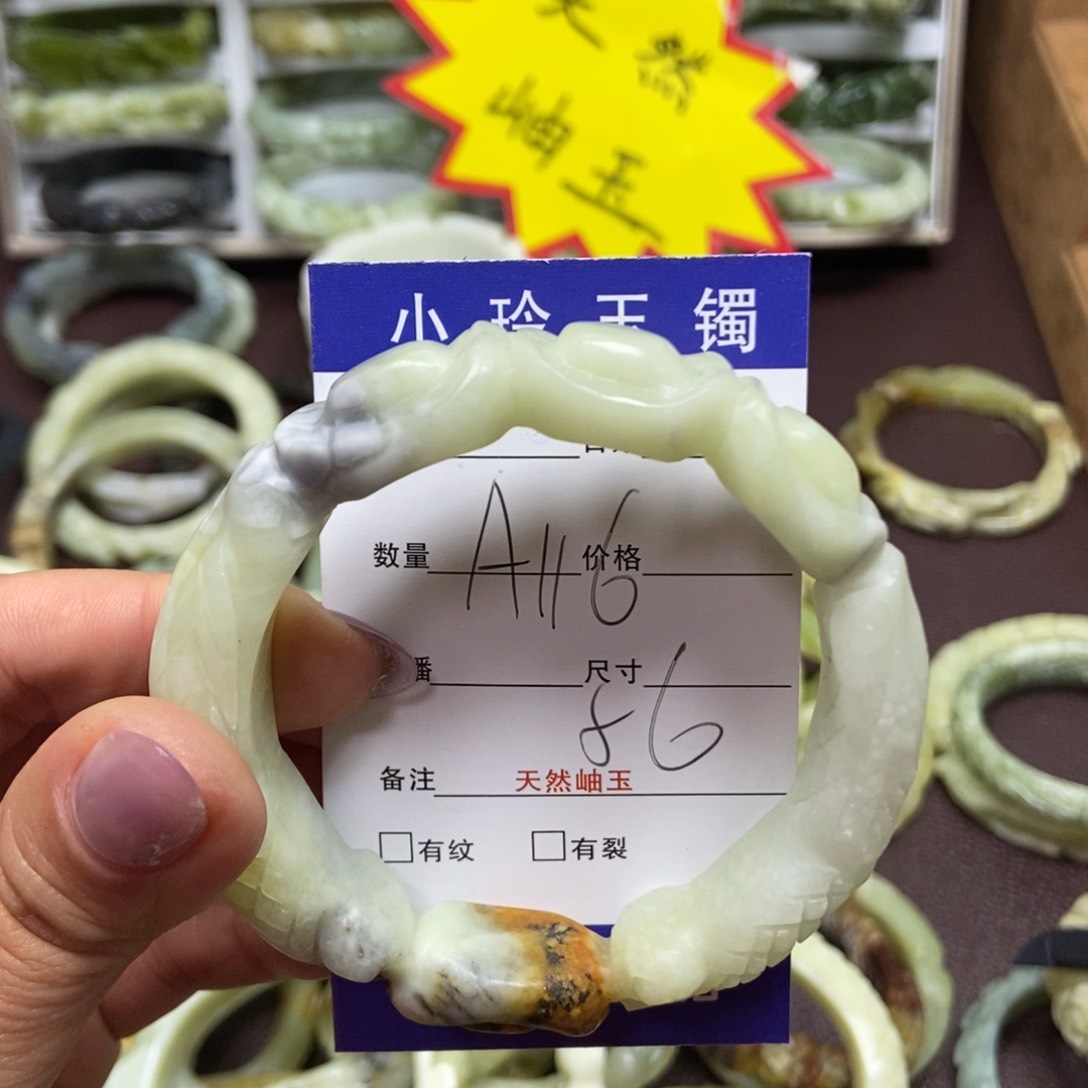 天然
岫玉
小玲玉镯
数量 A116 价格
播 尺寸 86
备注 天然岫玉
□有纹 □有裂